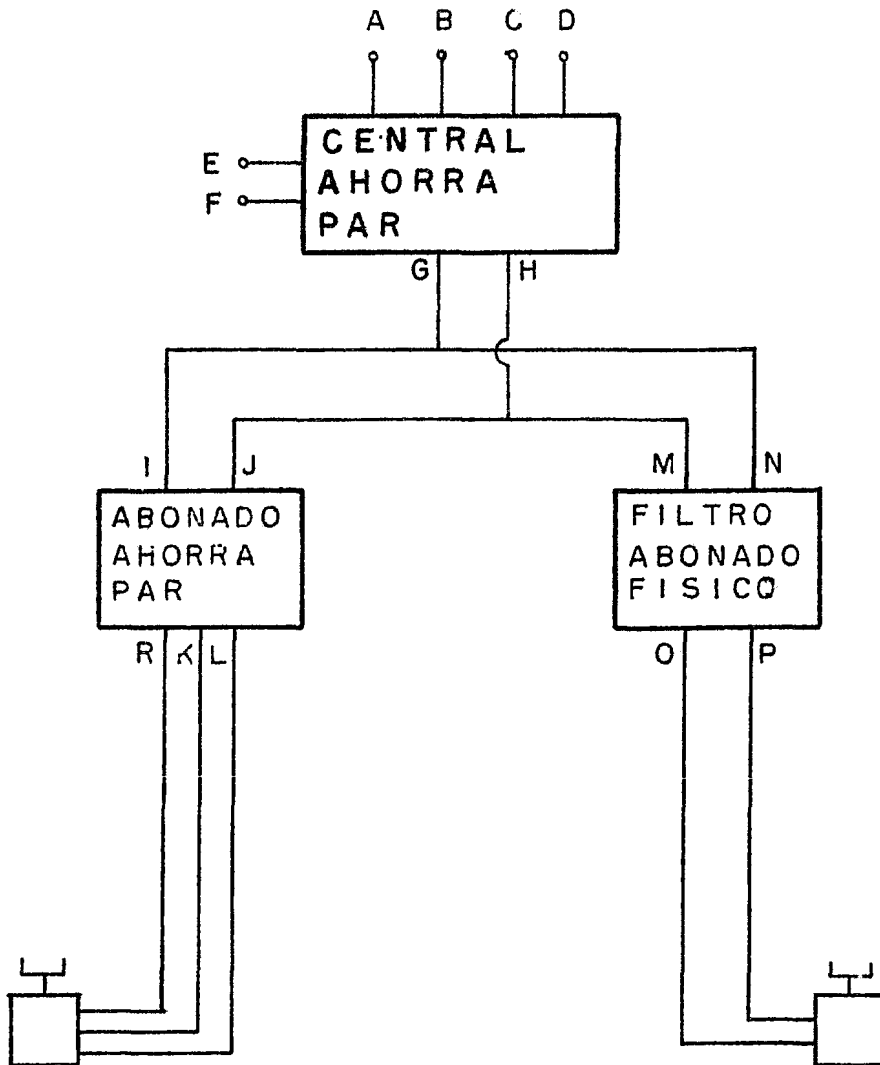 A B C D
CENTRAL
AHORRA
PAR
E
F
G H
I J
M N
ABONADO
AHORRA
PAR
FILTRO
ABONADO
FISICO
R K L
O P